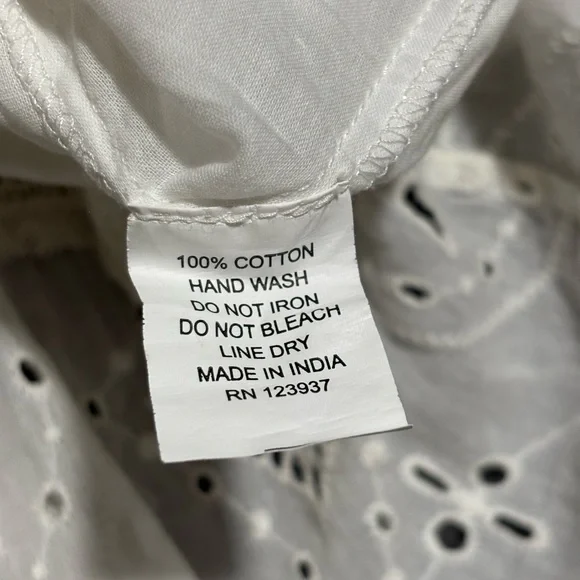 100% COTTON
HAND WASH
DO NOT IRON
DO NOT BLEACH
LINE DRY
MADE IN INDIA
RN 123937